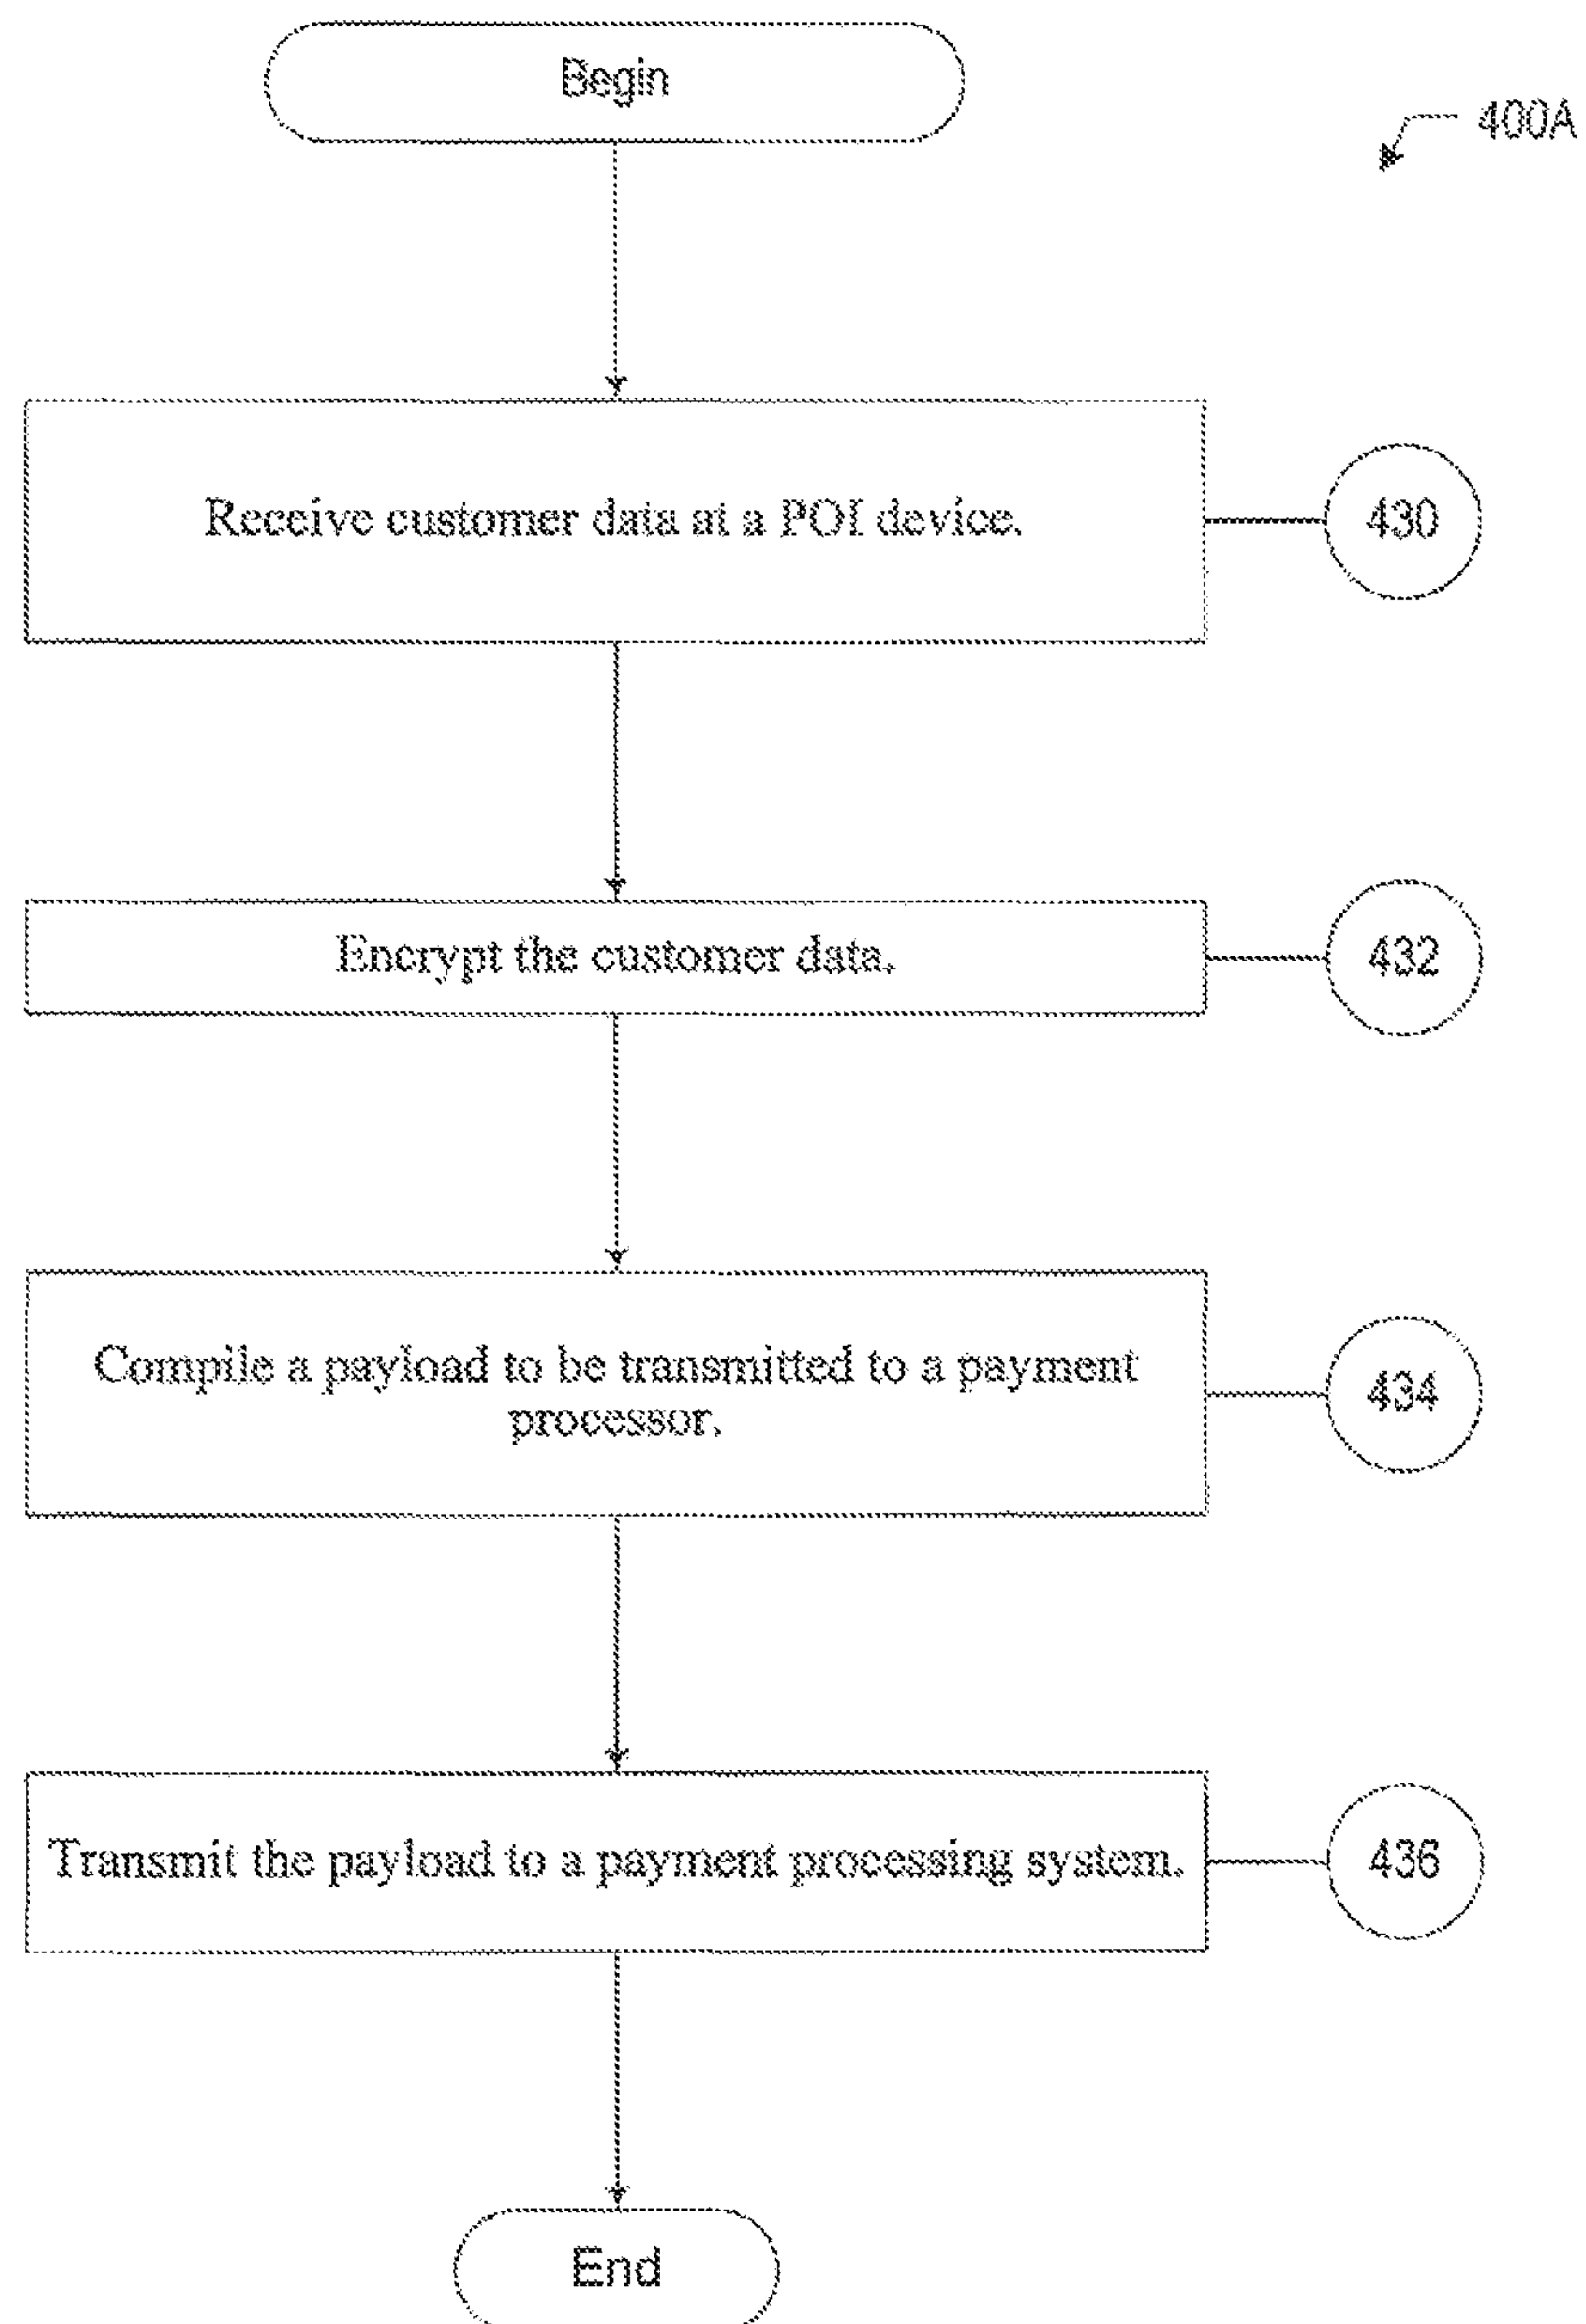 Begin
400A
Receive customer data at a POI device.
430
Encrypt the customer data.
432
Compile a payload to be transmitted to a payment
processor.
434
Transmit the payload to a payment processing system.
436
End